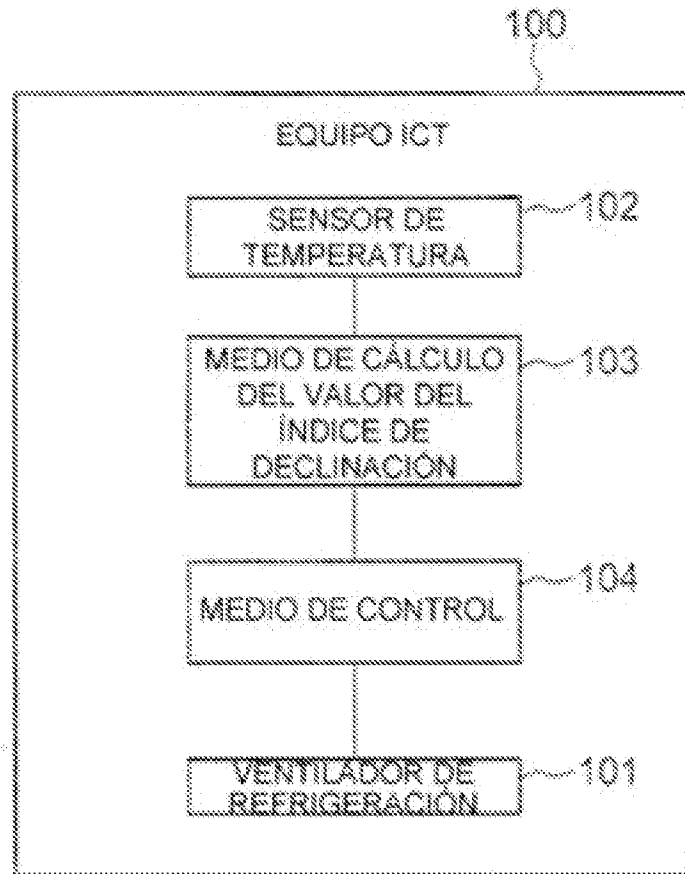 100
EQUIPO ICT
SENSOR DE
TEMPERATURA
102
MEDIO DE CÁLCULO
DEL VALOR DEL
ÍNDICE DE
DECLINACIÓN
103
MEDIO DE CONTROL
104
VENTILADOR DE
REFRIGERACIÓN
101